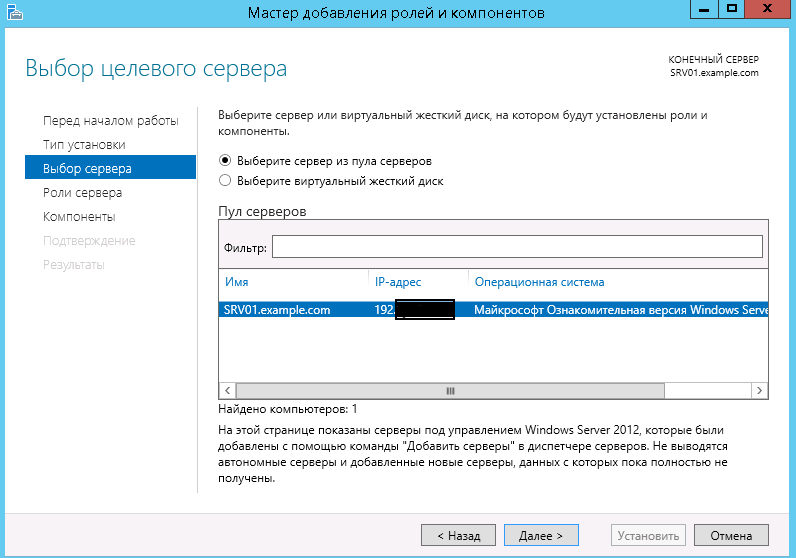 Мастер добавления ролей и компонентов
Выбор целевого сервера
КОНЕЧНЫЙ СЕРВЕР
SRV01.example.com
Перед началом работы
Тип установки
Выбор сервера
Роли сервера
Компоненты
Подтверждение
Результаты
Выберите сервер или виртуальный жесткий диск, на котором будут установлены роли и
компоненты.
Выберите сервер из пула серверов
Выберите виртуальный жесткий диск
Пул серверов
Фильтр:
Имя IP-адрес Операционная система
SRV01.example.com 192. Майкрософт Ознакомительная версия Windows Serve
Найдено компьютеров: 1
На этой странице показаны серверы под управлением Windows Server 2012, которые были
добавлены с помощью команды "Добавить серверы" в диспетчере серверов. Не выводятся
автономные серверы и добавленные новые серверы, данных с которых пока полностью не
получены.
< Назад Далее > Установить Отмена